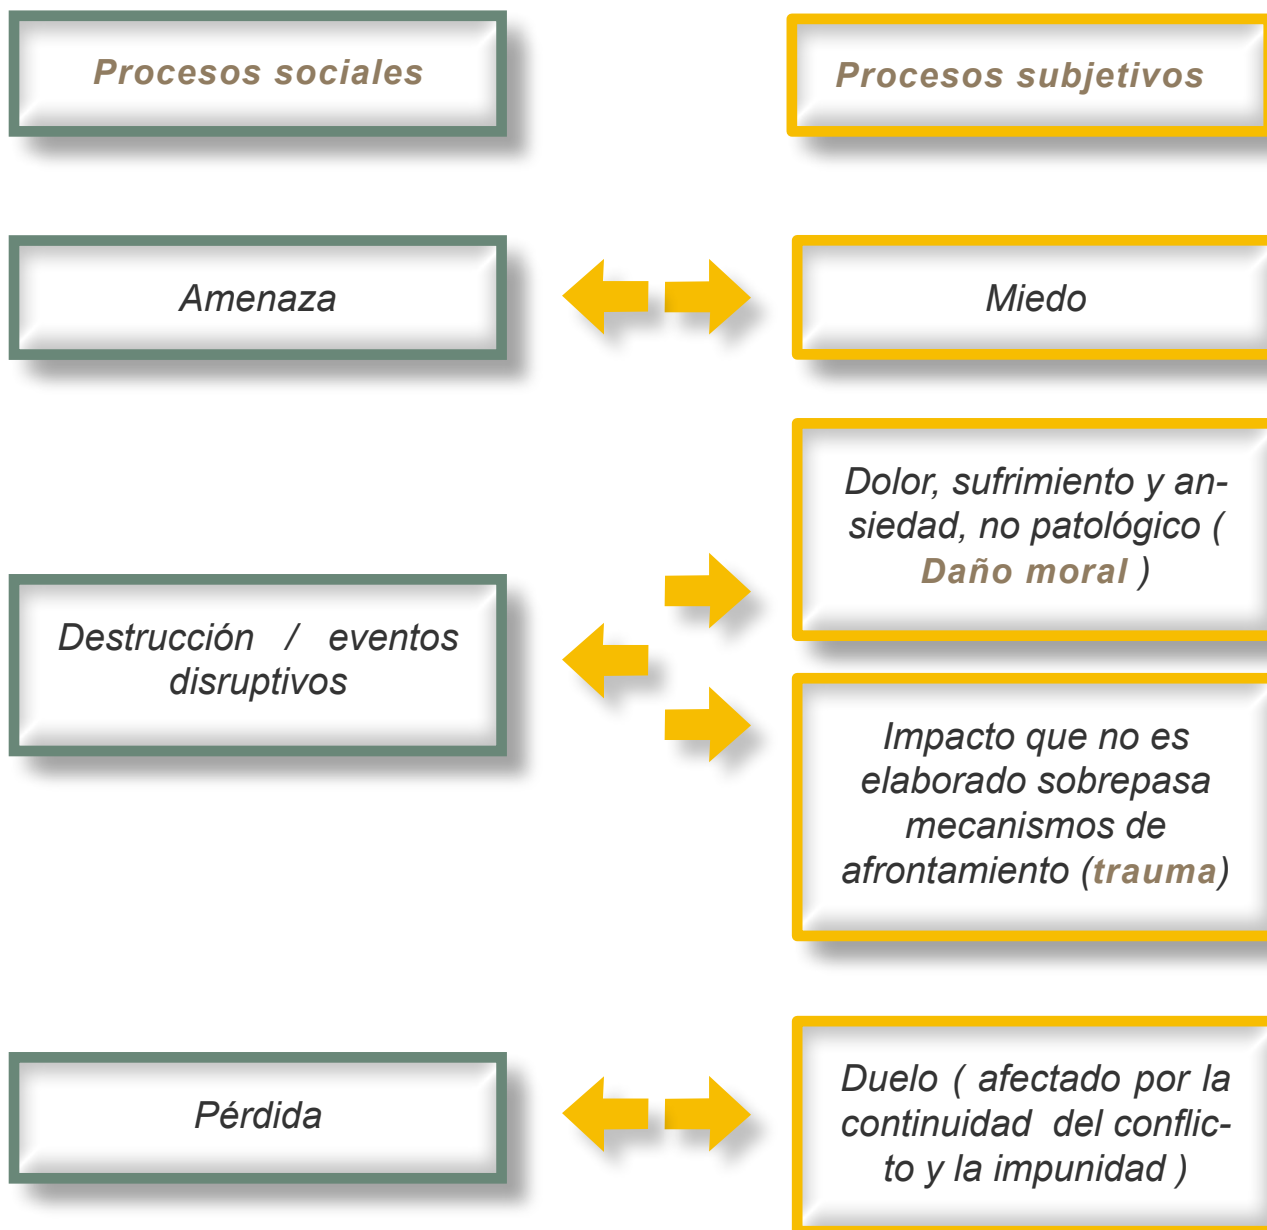 Procesos sociales
Procesos subjetivos
Amenaza
Miedo
Destrucción / eventos
disruptivos
Dolor, sufrimiento y an-
siedad, no patológico (
Daño moral )
Impacto que no es
elaborado sobrepasa
mecanismos de
afrontamiento (trauma)
Pérdida
Duelo ( afectado por la
continuidad del conflic-
to y la impunidad )